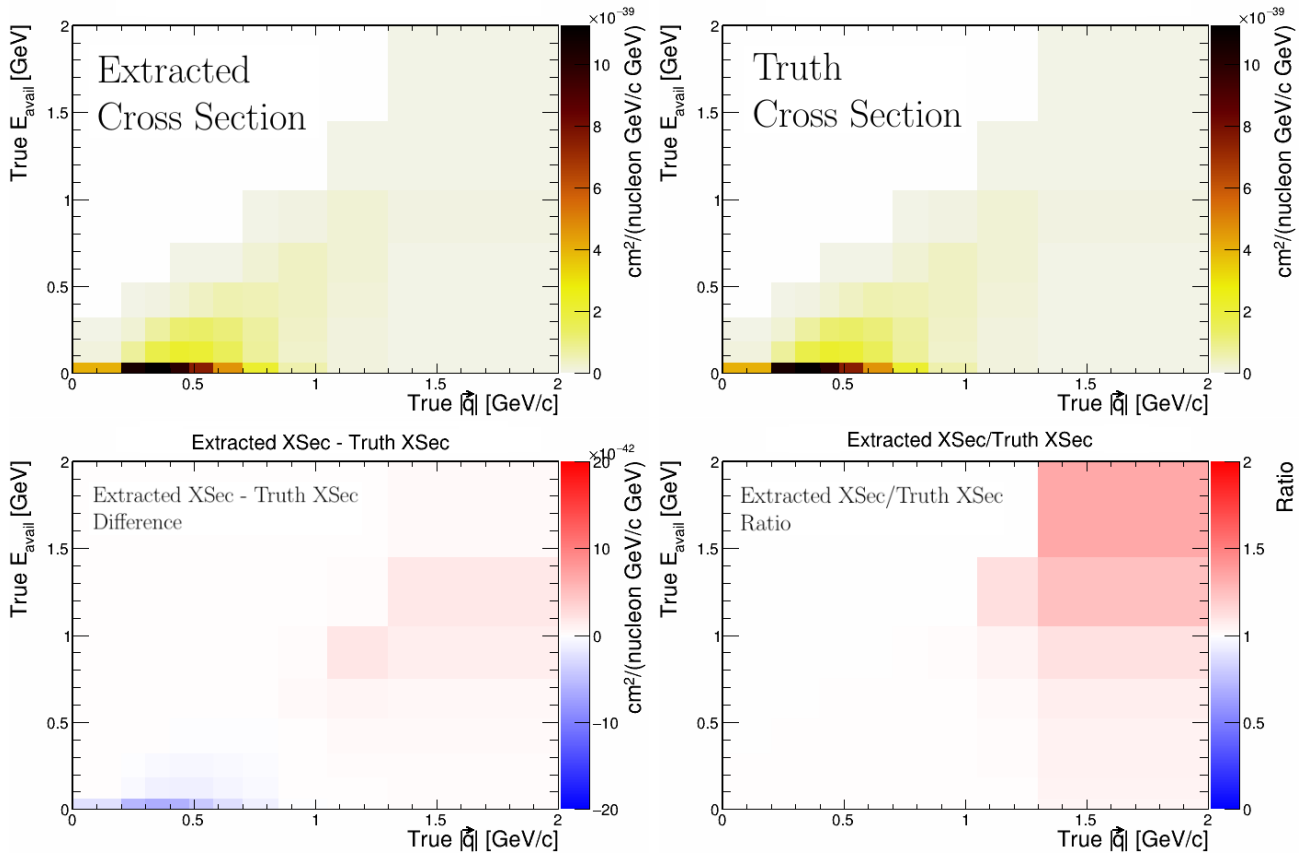 ×10⁻³⁹
×10⁻³⁹
2
1.5
1
0.5
0
True E_avail [GeV]
Extracted
Cross Section
10
8
6
4
2
0
cm²/(nucleon GeV/c GeV)
0 0.5 1 1.5 2
True |q⃗| [GeV/c]
2
1.5
1
0.5
0
True E_avail [GeV]
Truth
Cross Section
10
8
6
4
2
0
cm²/(nucleon GeV/c GeV)
0 0.5 1 1.5 2
True |q⃗| [GeV/c]
Extracted XSec - Truth XSec
×10⁻⁴²
2
1.5
1
0.5
0
True E_avail [GeV]
Extracted XSec - Truth XSec
Difference
20
10
0
−10
−20
cm²/(nucleon GeV/c GeV)
0 0.5 1 1.5 2
True |q⃗| [GeV/c]
Extracted XSec/Truth XSec
2
1.5
1
0.5
0
True E_avail [GeV]
Extracted XSec/Truth XSec
Ratio
2
1.5
1
0.5
0
Ratio
0 0.5 1 1.5 2
True |q⃗| [GeV/c]